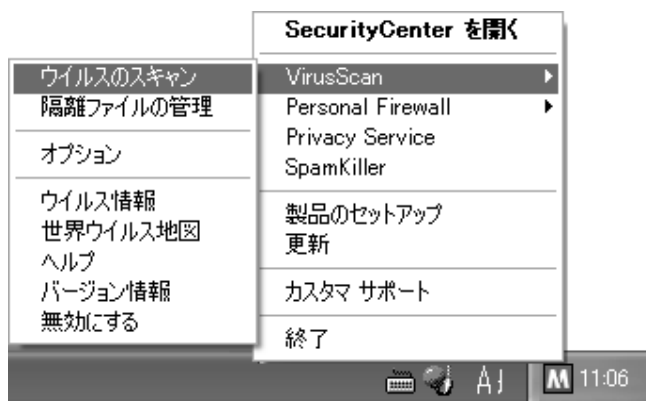 SecurityCenter を開く
VirusScan
Personal Firewall
Privacy Service
SpamKiller
製品のセットアップ
更新
カスタマ サポート
終了
ウイルスのスキャン
隔離ファイルの管理
オプション
ウイルス情報
世界ウイルス地図
ヘルプ
バージョン情報
無効にする
M 11:06